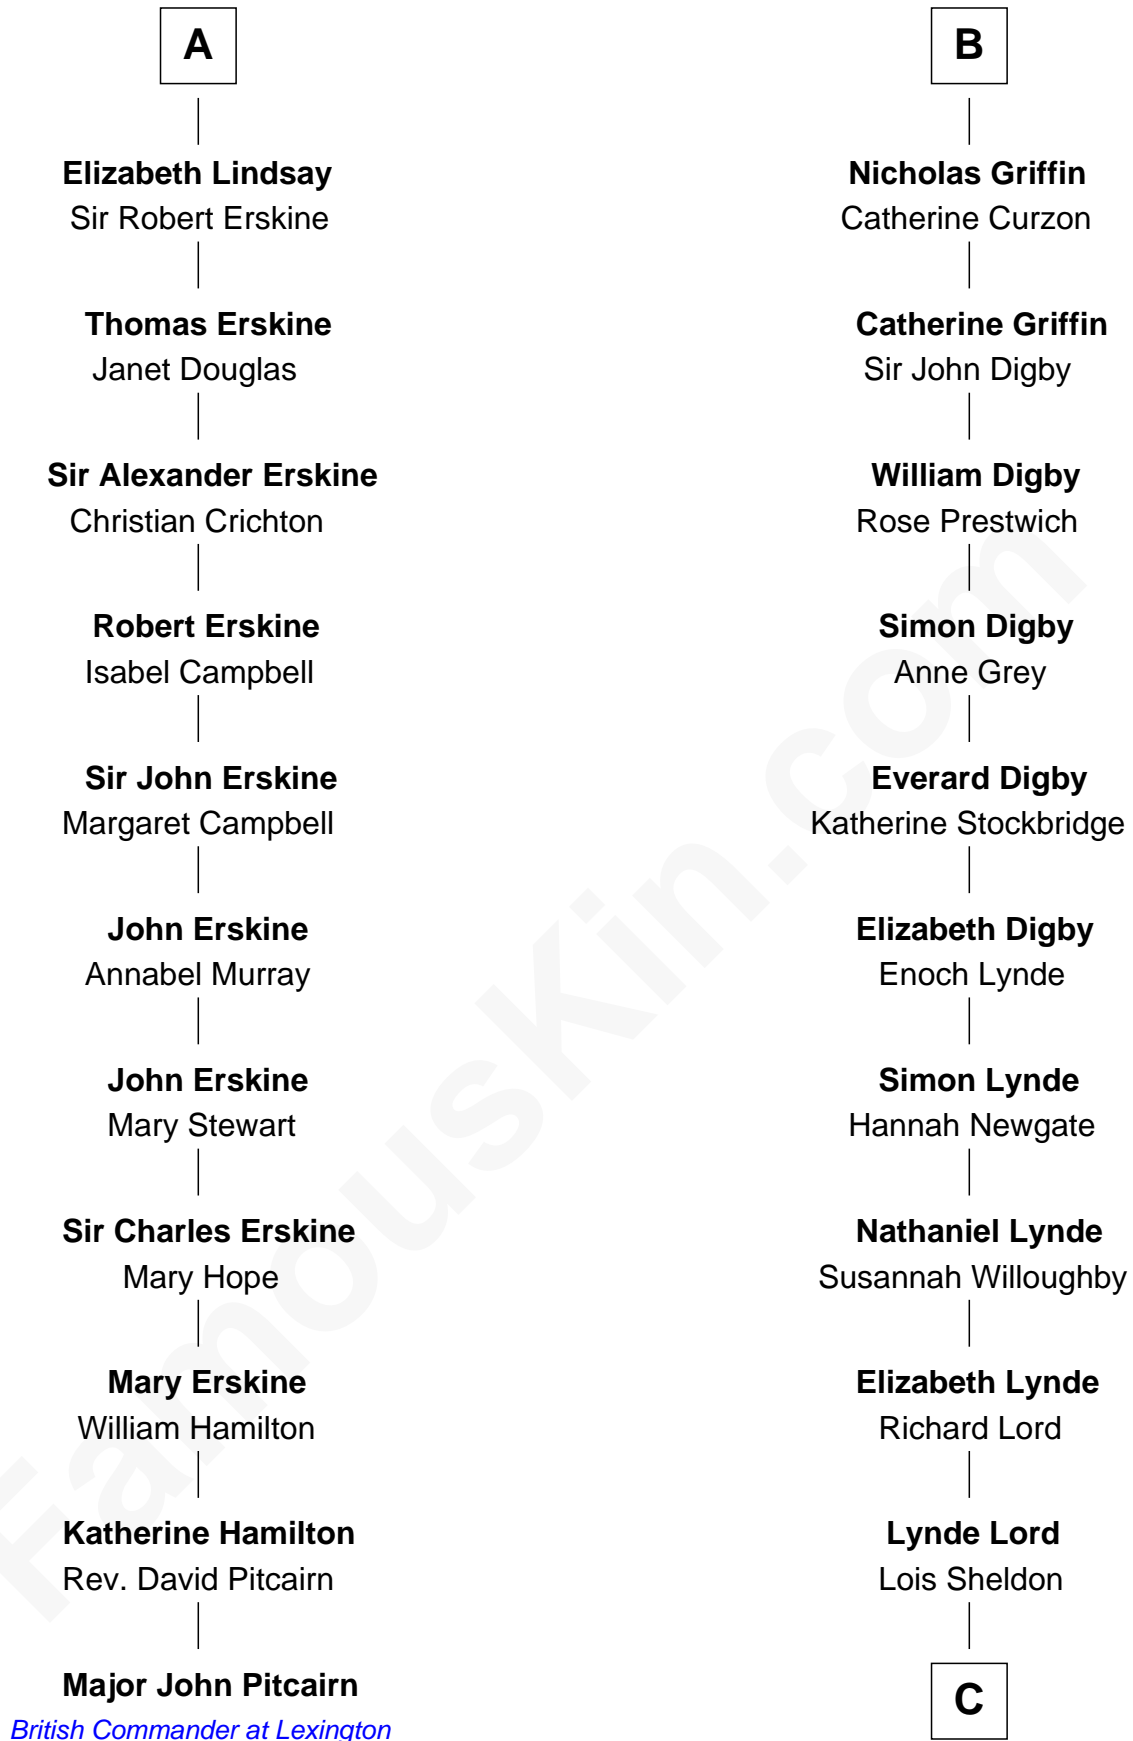 A
Elizabeth Lindsay
Sir Robert Erskine
Thomas Erskine
Janet Douglas
Sir Alexander Erskine
Christian Crichton
Robert Erskine
Isabel Campbell
Sir John Erskine
Margaret Campbell
John Erskine
Annabel Murray
John Erskine
Mary Stewart
Sir Charles Erskine
Mary Hope
Mary Erskine
William Hamilton
Katherine Hamilton
Rev. David Pitcairn
Major John Pitcairn
British Commander at Lexington
B
Nicholas Griffin
Catherine Curzon
Catherine Griffin
Sir John Digby
William Digby
Rose Prestwich
Simon Digby
Anne Grey
Everard Digby
Katherine Stockbridge
Elizabeth Digby
Enoch Lynde
Simon Lynde
Hannah Newgate
Nathaniel Lynde
Susannah Willoughby
Elizabeth Lynde
Richard Lord
Lynde Lord
Lois Sheldon
C
FamousKin.com